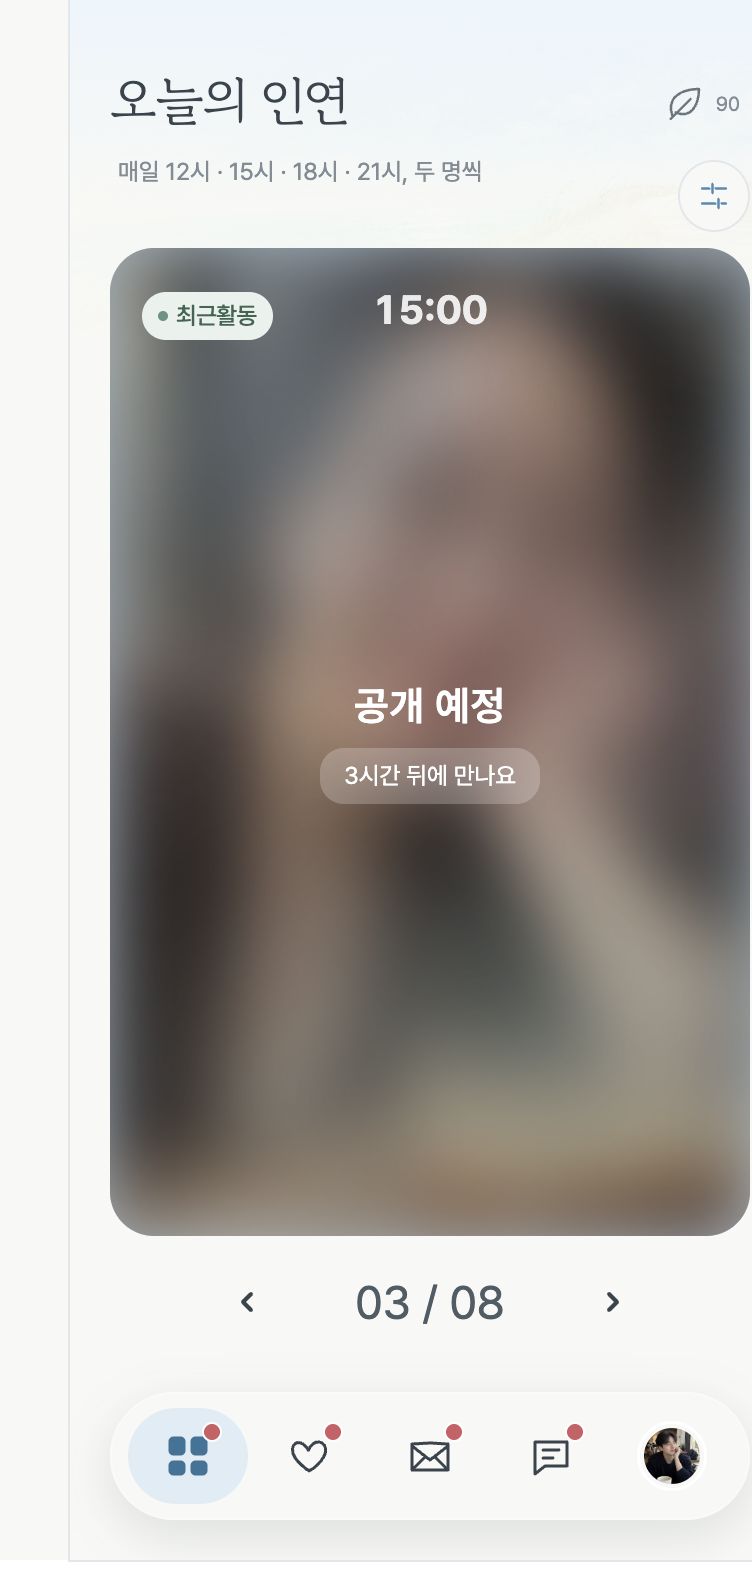 오늘의 인연
90
매일 12시 · 15시 · 18시 · 21시, 두 명씩
최근활동
15:00
공개 예정
3시간 뒤에 만나요
03 / 08